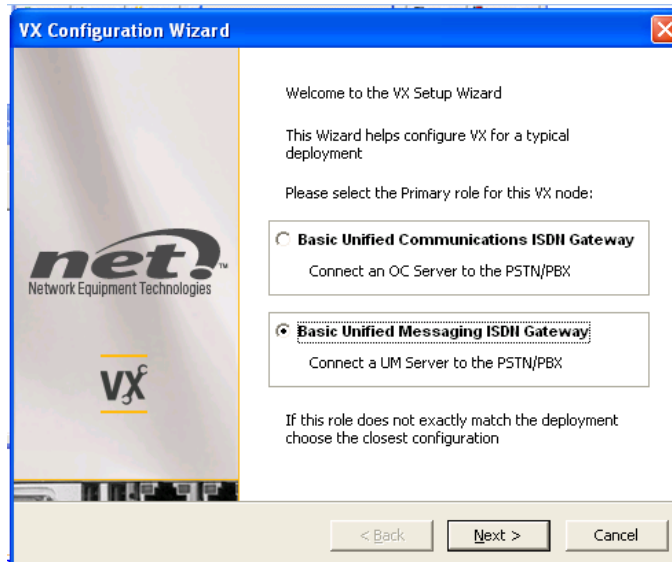 VX Configuration Wizard
Welcome to the VX Setup Wizard
This Wizard helps configure VX for a typical
deployment
Please select the Primary role for this VX node:
Basic Unified Communications ISDN Gateway
Connect an OC Server to the PSTN/PBX
Basic Unified Messaging ISDN Gateway
Connect a UM Server to the PSTN/PBX
If this role does not exactly match the deployment
choose the closest configuration
net.™
Network Equipment Technologies
VX
< Back
Next >
Cancel